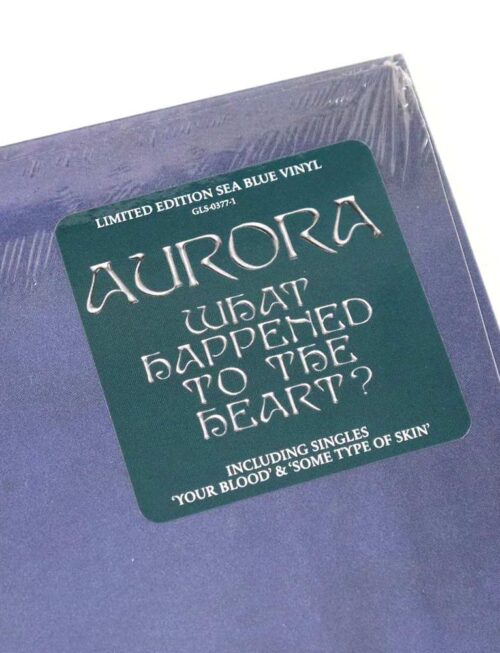 LIMITED EDITION SEA BLUE VINYL
GLS-0377-1
AURORA
WHAT
HAPPENED
TO THE
HEART?
INCLUDING SINGLES
'YOUR BLOOD' & 'SOME TYPE OF SKIN'